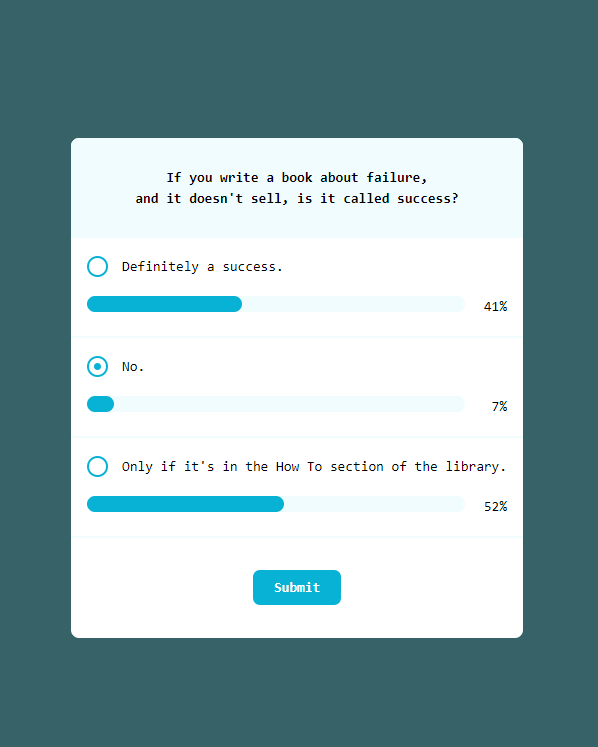 If you write a book about failure,
and it doesn't sell, is it called success?
Definitely a success.
41%
No.
7%
Only if it's in the How To section of the library.
52%
Submit